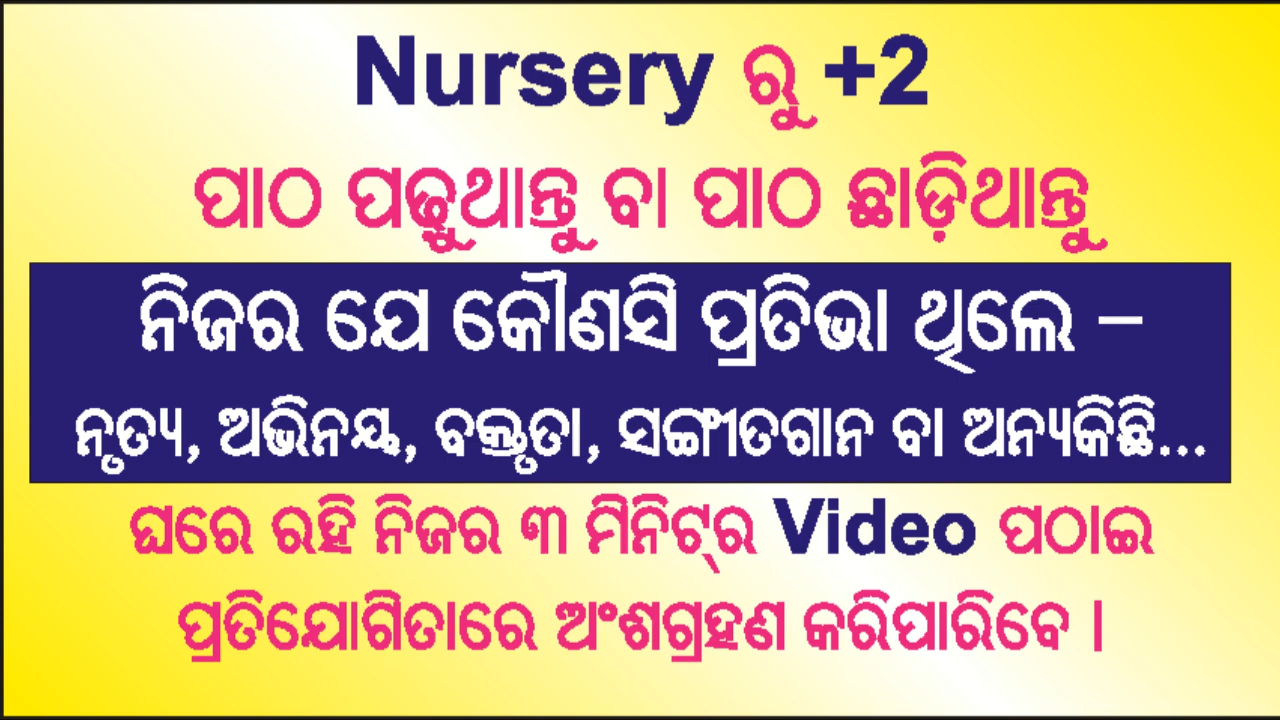 Nursery ରୁ +2
ପାଠ ପଢ଼ୁଥାନ୍ତୁ ବା ପାଠ ଛାଡ଼ିଥାନ୍ତୁ
ନିଜର ଯେ କୌଣସି ପ୍ରତିଭା ଥିଲେ –
ନୃତ୍ୟ, ଅଭିନୟ, ବକ୍ତୃତା, ସଙ୍ଗୀତଗାନ ବା ଅନ୍ୟକିଛି...
ଘରେ ରହି ନିଜର ୩ ମିନିଟ୍‌ର Video ପଠାଇ
ପ୍ରତିଯୋଗିତାରେ ଅଂଶଗ୍ରହଣ କରିପାରିବେ |